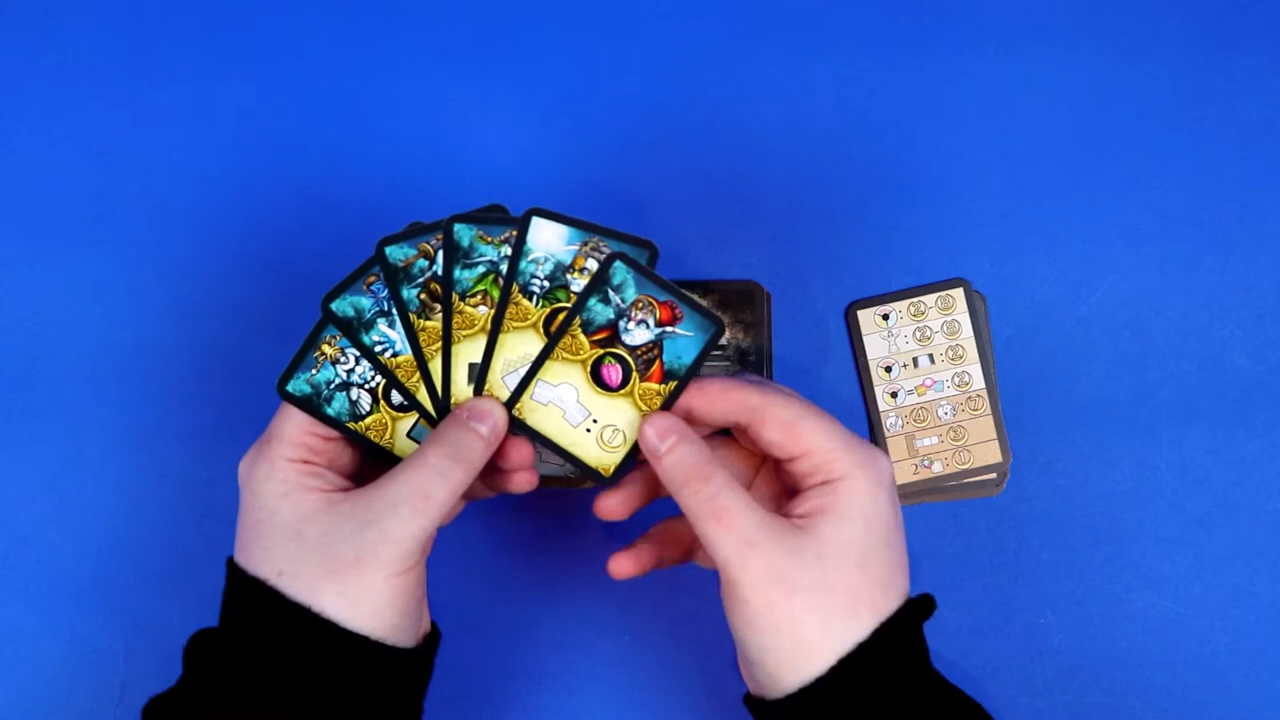 : 2-8
: 2-8
+ : 2
= : 2
: 4 : 7
: 3
2 : 1
: 1